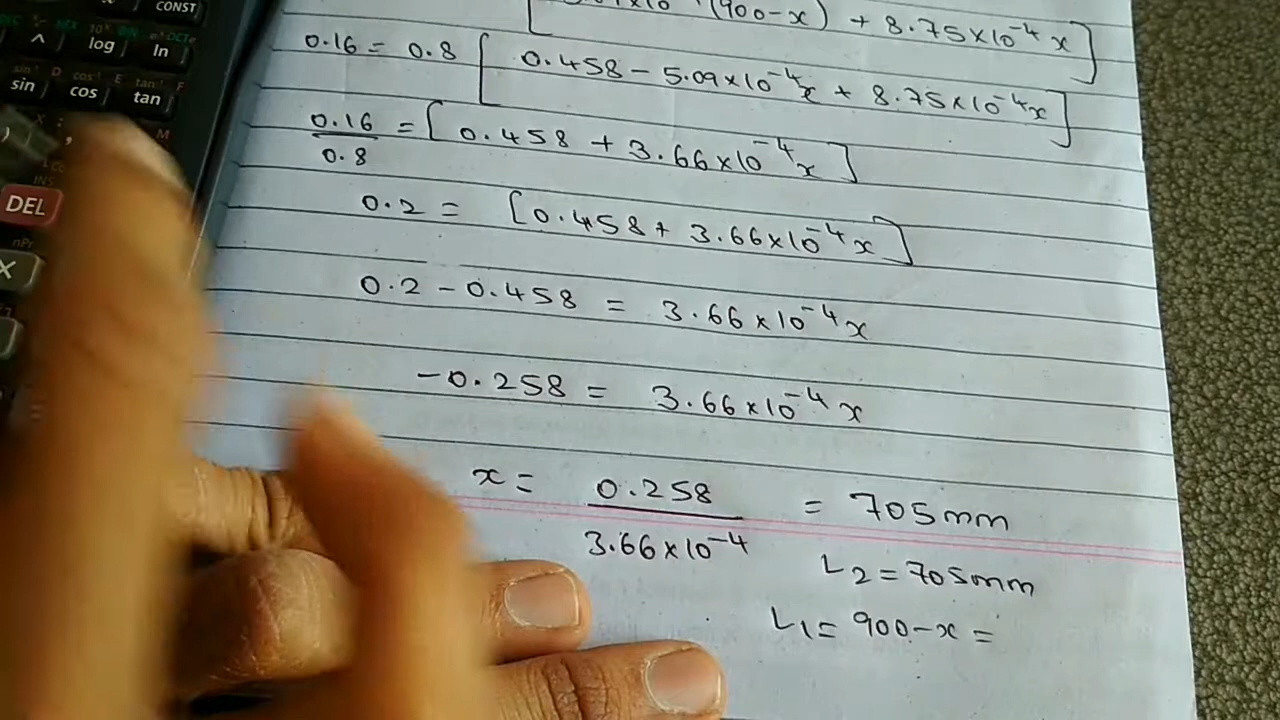 CONST
log ln
sin cos tan
DEL
(900-x) + 8.75×10⁻⁴ x ]
0.16 = 0.8 [ 0.458 - 5.09×10⁻⁴x + 8.75×10⁻⁴x ]
0.16/0.8 = [ 0.458 + 3.66×10⁻⁴x ]
0.2 = [0.458 + 3.66×10⁻⁴x ]
0.2 - 0.458 = 3.66×10⁻⁴x
-0.258 = 3.66×10⁻⁴ x
x = 0.258 / 3.66×10⁻⁴ = 705mm
L₂ = 705mm
L₁ = 900-x =